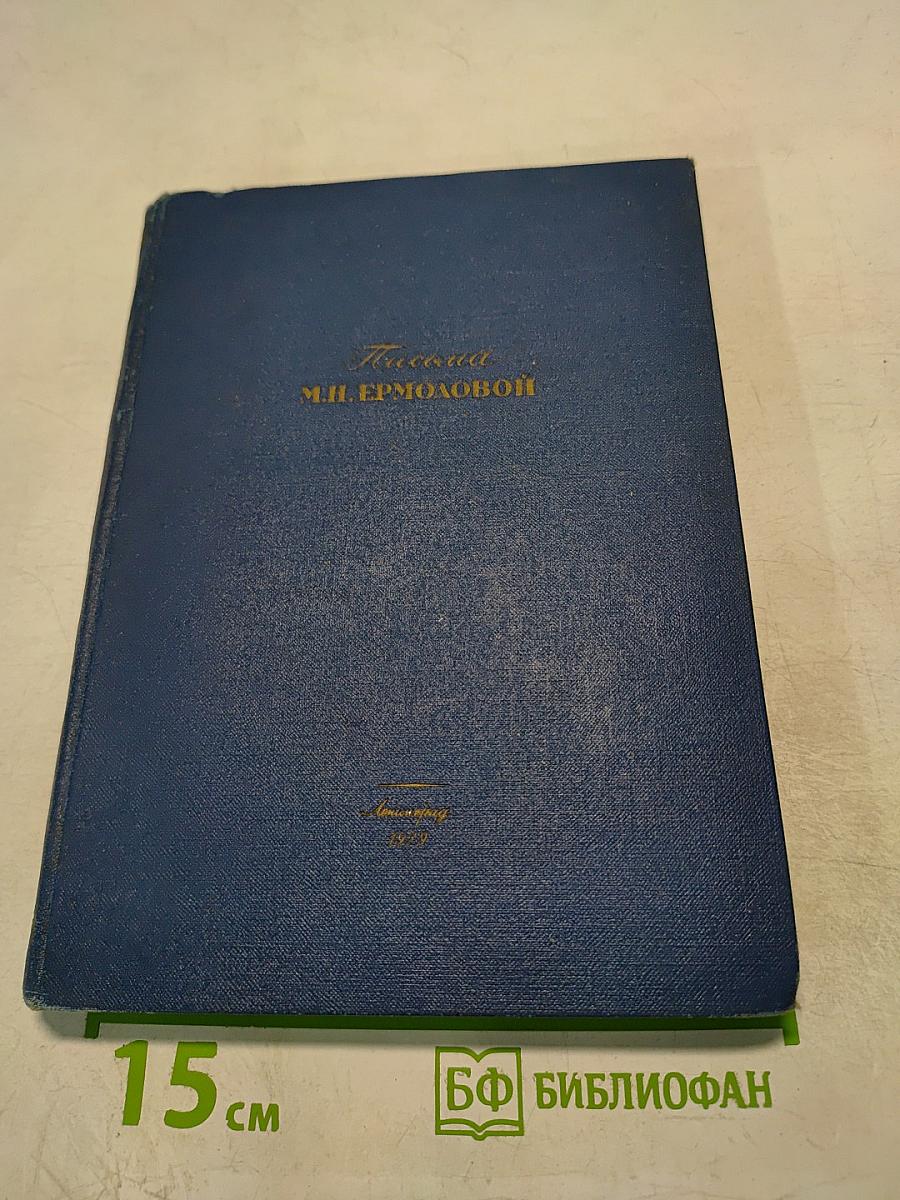 Письма
М.Н. ЕРМОЛОВОЙ
Ленинград
1939
15 см
БФ БИБЛИОФАН